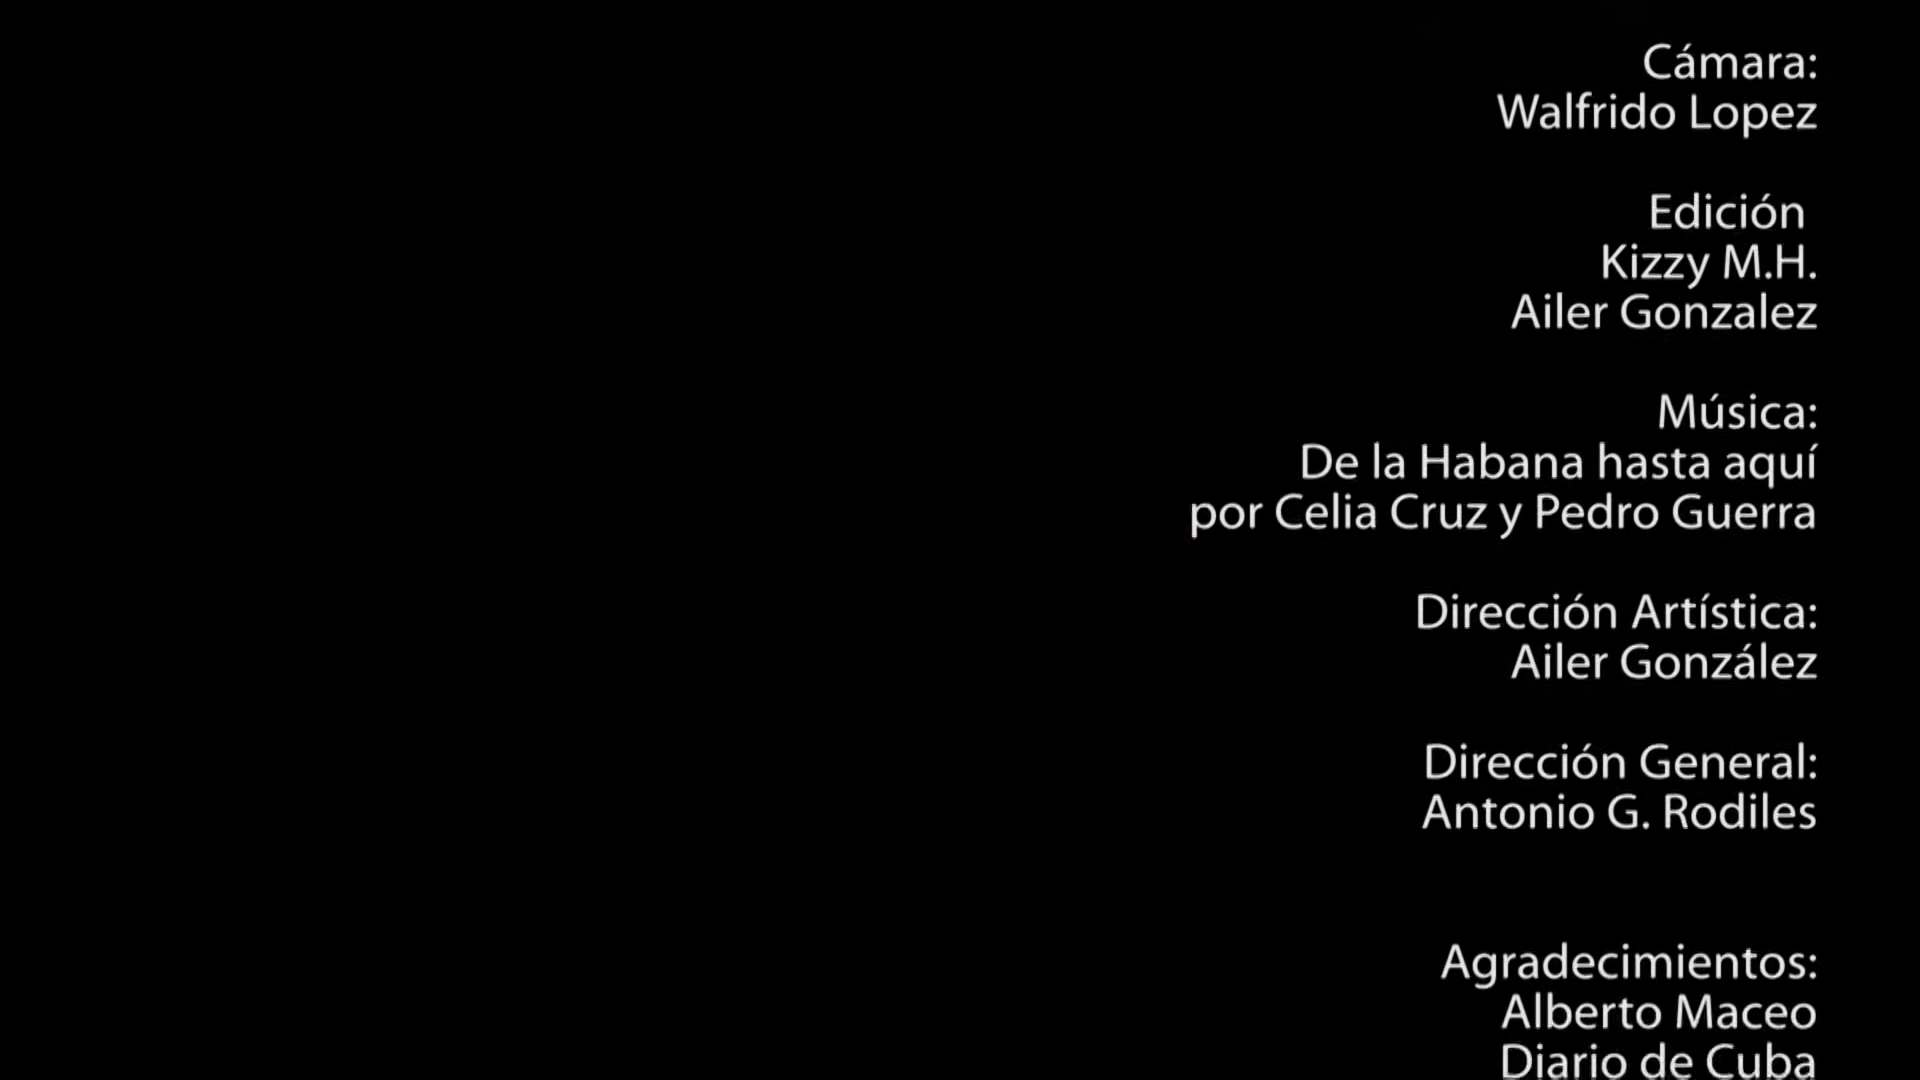 Cámara:
Walfrido Lopez
Edición
Kizzy M.H.
Ailer Gonzalez
Música:
De la Habana hasta aquí
por Celia Cruz y Pedro Guerra
Dirección Artística:
Ailer González
Dirección General:
Antonio G. Rodiles
Agradecimientos:
Alberto Maceo
Diario de Cuba